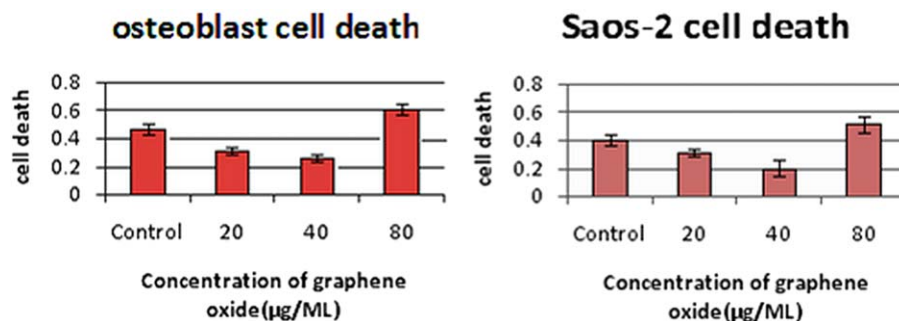 osteoblast cell death
cell death
0.8
0.6
0.4
0.2
0
Control 20 40 80
Concentration of graphene
oxide(µg/ML)
Saos-2 cell death
cell death
0.8
0.6
0.4
0.2
0
Control 20 40 80
Concentration of graphene
oxide(µg/ML)